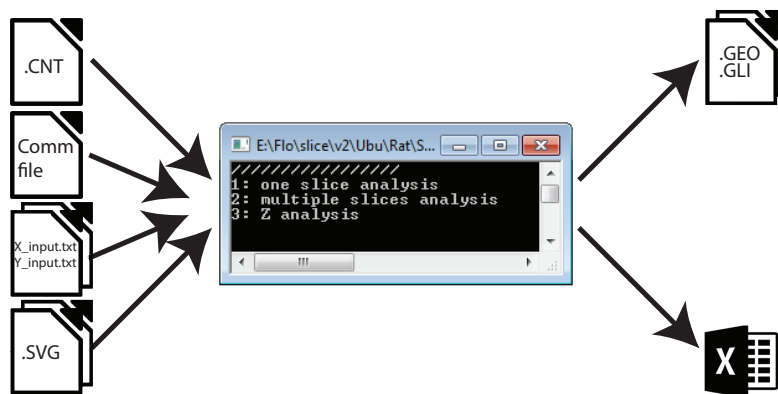 .CNT
Comm
file
X_input.txt
Y_input.txt
.SVG
E:\Flo\slice\v2\Ubu\Rat\S...
/////////////////
1: one slice analysis
2: multiple slices analysis
3: Z analysis
.GEO
.GLI
X